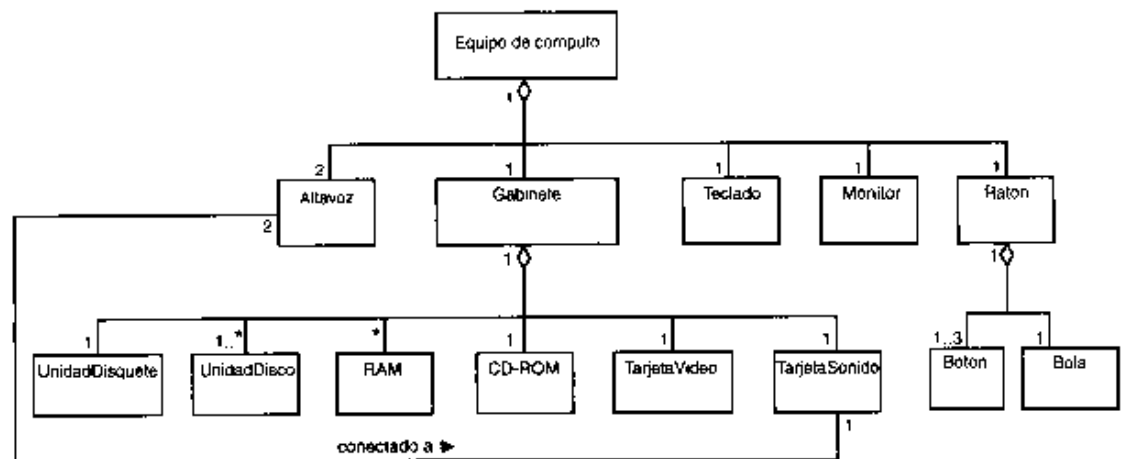 Equipo de computo
1
2 1 1 1 1
Altavoz Gabinete Teclado Monitor Raton
2
1 1
1 1..* * 1 1 1 1..3 1
UnidadDisquete UnidadDisco RAM CD-ROM TarjetaVideo TarjetaSonido Boton Bola
1
conectado a